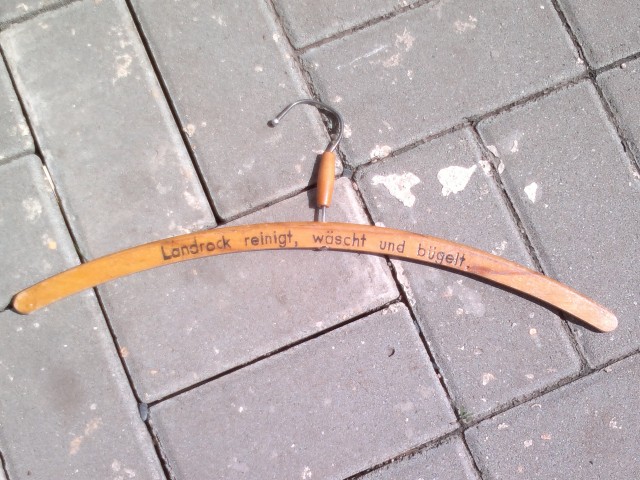 Landrock reinigt, wäscht und bügelt.